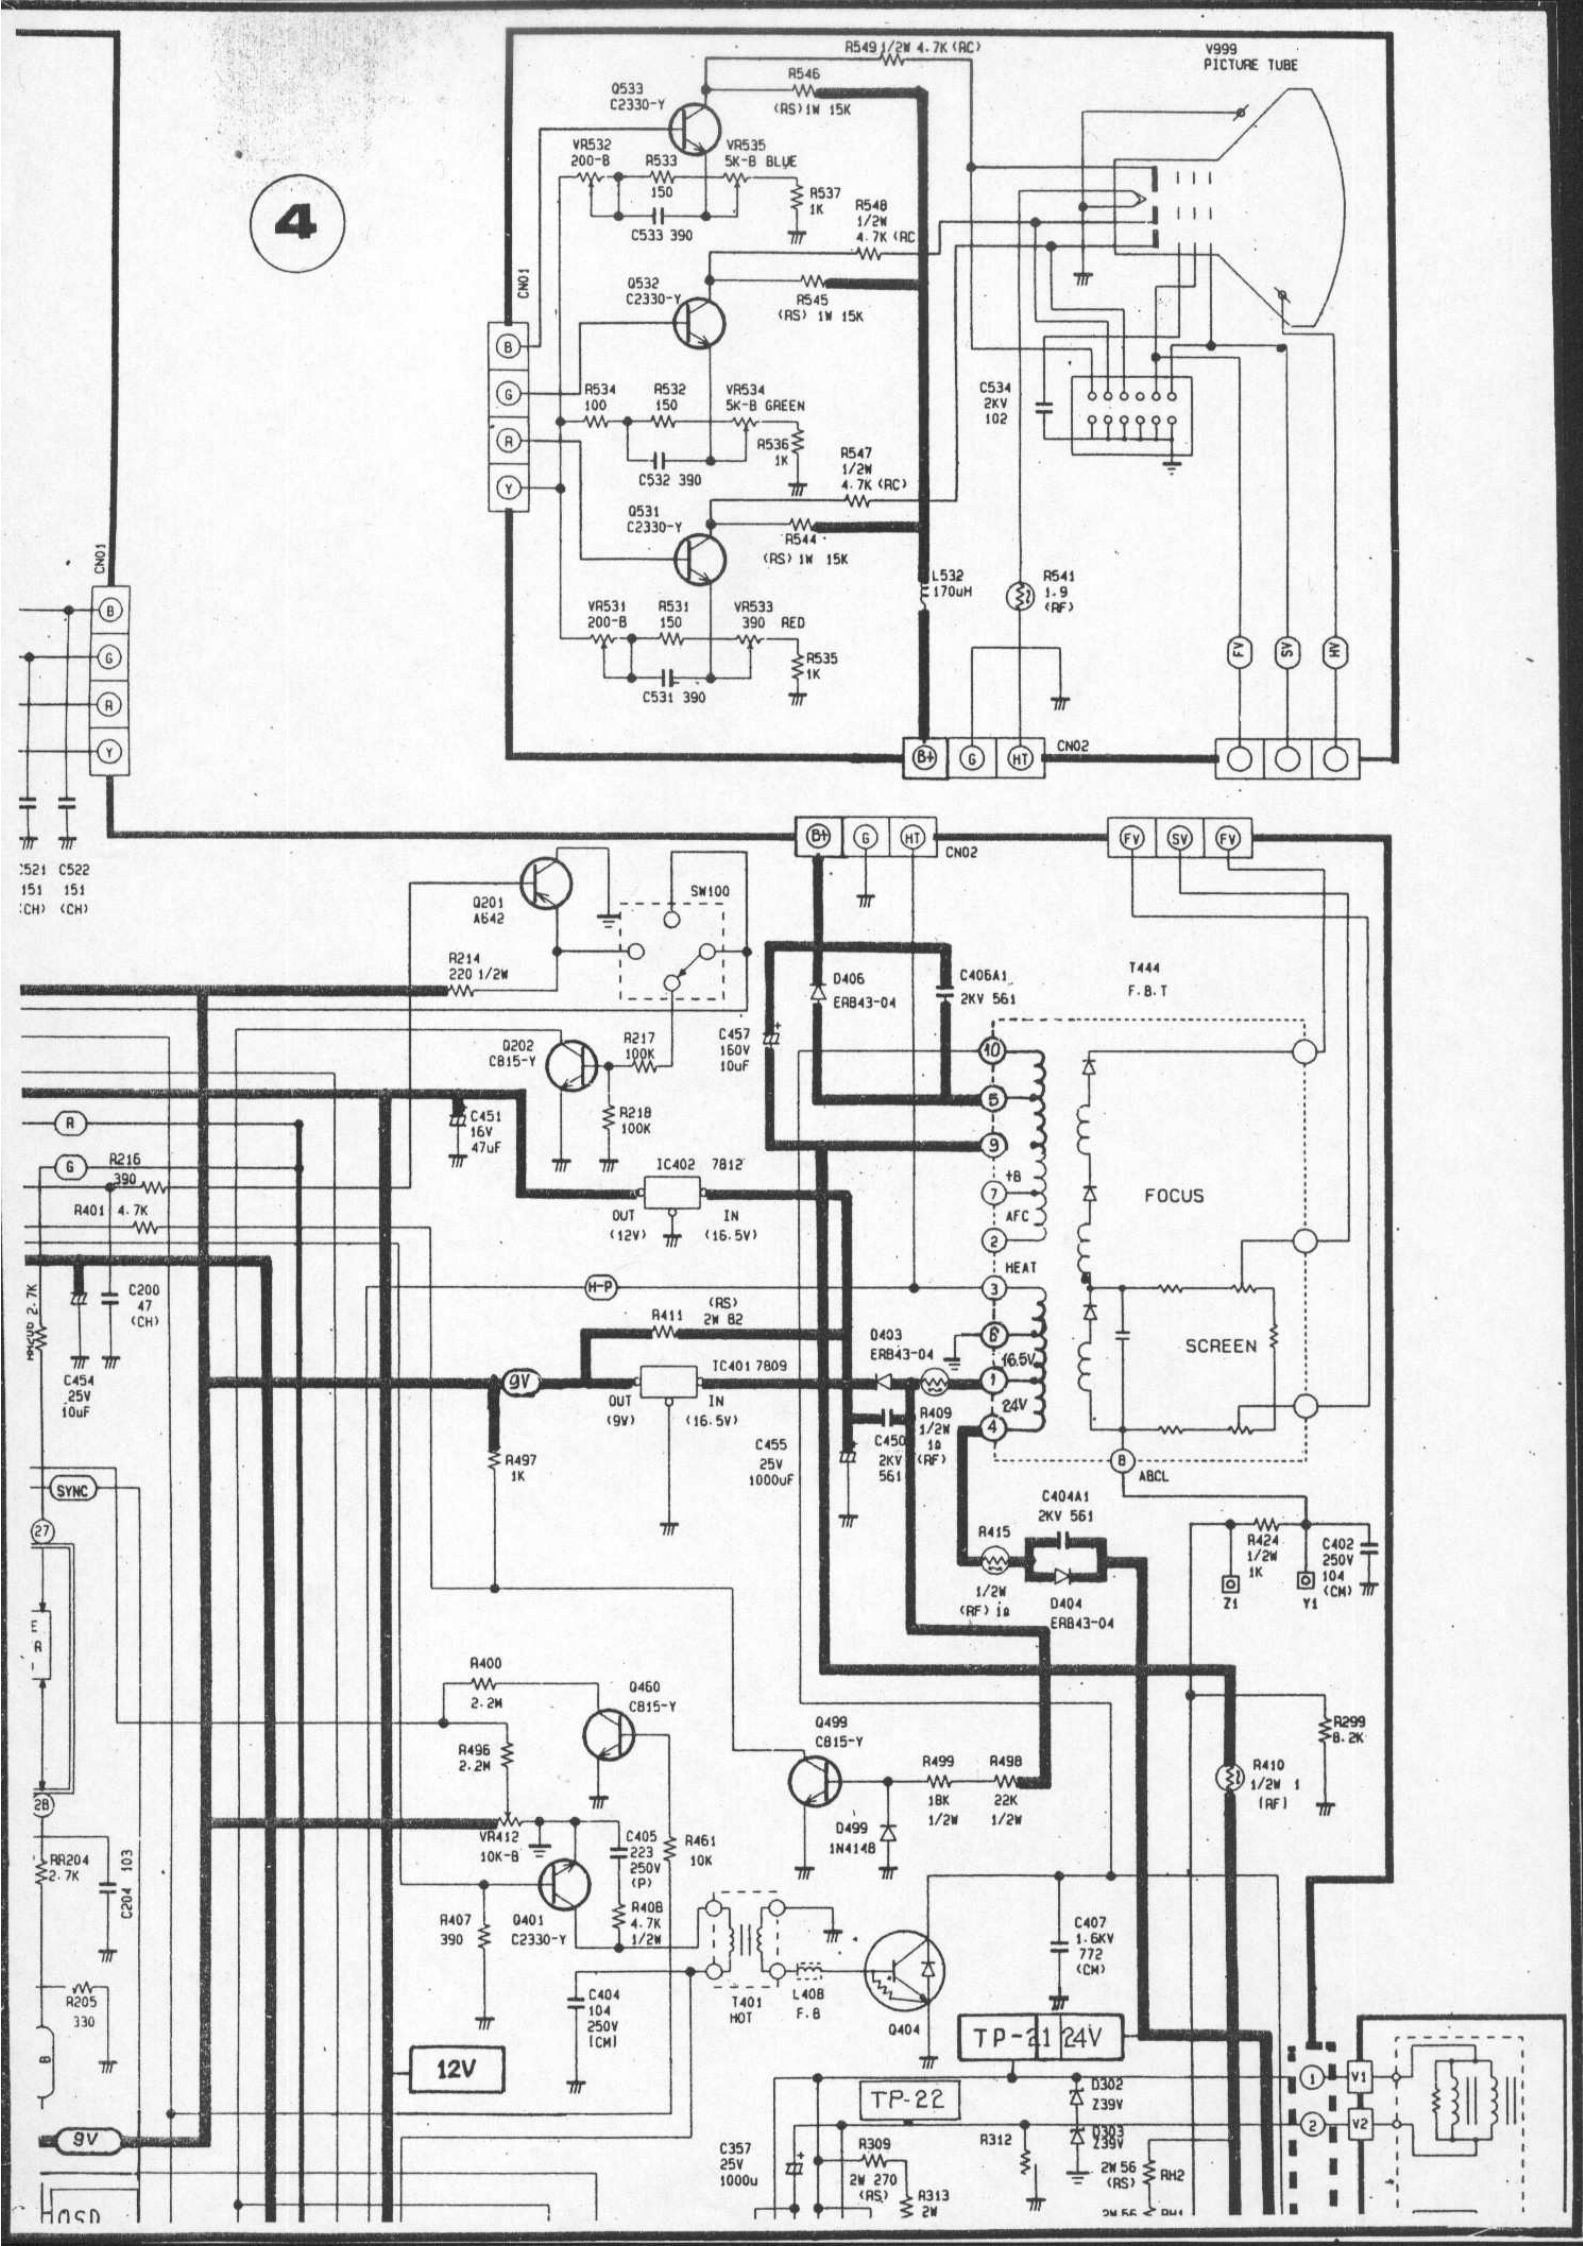 R549 1/2W 4.7K (RC)
V999
PICTURE TUBE
Q533
C2330-Y
R546
(RS) 1W 15K
VR532
200-B
R533
150
VR535
5K-B BLUE
R537
1K
C533 390
R548
1/2W
4.7K (RC
4
CN01
Q532
C2330-Y
R545
(RS) 1W 15K
B
G
R
Y
R534
100
R532
150
VR534
5K-B GREEN
R536
1K
C532 390
C534
2KV
102
R547
1/2W
4.7K (RC)
Q531
C2330-Y
R544
(RS) 1W 15K
CN01
B
G
R
Y
L532
170uH
R541
1.9
(RF)
VR531
200-B
R531
150
VR533
390 RED
R535
1K
C531 390
FV
SV
HV
B+
G
HT
CN02
B+
G
HT
CN02
FV
SV
FV
C522
151
151
(CH)
Q201
A642
SW100
R214
220 1/2W
D406
ERB43-04
C406A1
2KV 561
T444
F.B.T
Q202
C815-Y
R217
100K
C457
160V
10uF
10
5
9
7
2
+B
AFC
R218
100K
C451
16V
47uF
R
G
R216
390
R401 4.7K
IC402 7812
OUT
(12V)
IN
(16.5V)
FOCUS
HEAT
H-P
3
6
1
4
16.5V
24V
SCREEN
C200
47
(CH)
(RS)
2W 82
R411
D403
ERB43-04
IC401 7809
9V
OUT
(9V)
IN
(16.5V)
C454
25V
10uF
R409
1/2W
1Ω
(RF)
C450
2KV
561
C455
25V
1000uF
R497
1K
8
ABCL
SYNC
27
C404A1
2KV 561
R415
1/2W
(RF) 1Ω
D404
ERB43-04
R424
1/2W
1K
C402
250V
104
(CM)
Z1
Y1
R400
2.2M
Q460
C815-Y
R496
2.2M
Q499
C815-Y
R499
18K
1/2W
R498
22K
1/2W
R299
8.2K
R410
1/2W 1
(RF)
28
VR412
10K-B
C405
223
250V
(P)
R461
10K
D499
1N4148
RR204
2.7K
C204 103
R407
390
Q401
C2330-Y
R408
4.7K
1/2W
C407
1.6KV
772
(CM)
R205
330
C404
104
250V
(CM)
T401
HOT
L408
F.B
Q404
TP-21 24V
12V
B
TP-22
D302
Z39V
D303
Z39V
1
2
V1
V2
9V
C357
25V
1000u
R309
2W 270
(RS)
R313
2W
R312
2W 56
(RS)
RH2
2W 56 RH1